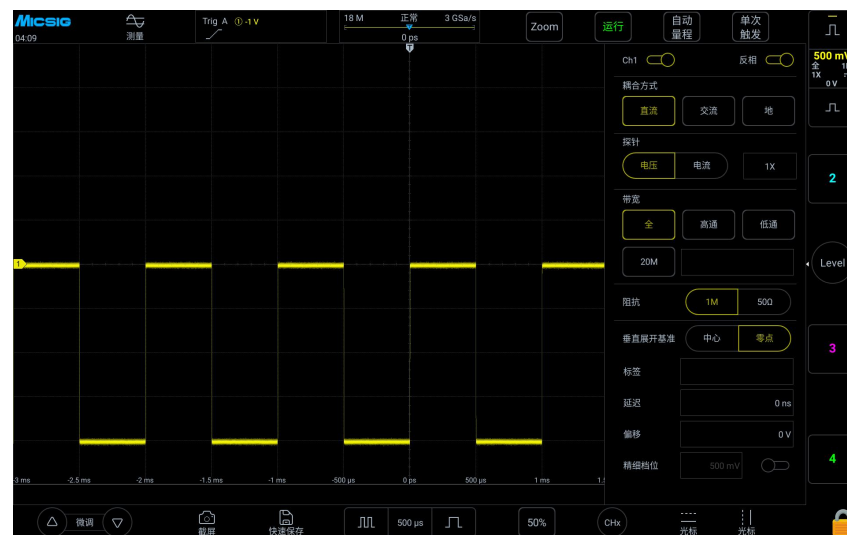 Micsig
04:09
测量
Trig A ① -1 V
18 M 正常 3 GSa/s
0 ps
Zoom
运行
自动
量程
单次
触发
T
Ch1
反相
500 mV
全
1X
0 V
耦合方式
直流 交流 地
探针
电压 电流 1X
带宽
全 高通 低通
20M
阻抗 1M 50Ω
垂直展开基准 中心 零点
标签
延迟 0 ns
偏移 0 V
精细档位 500 mV
2
Level
3
4
1
-3 ms -2.5 ms -2 ms -1.5 ms -1 ms -500 μs 0 ps 500 μs 1 ms 1.
微调
截屏
快速保存
500 μs
50%
CHx
光标
光标